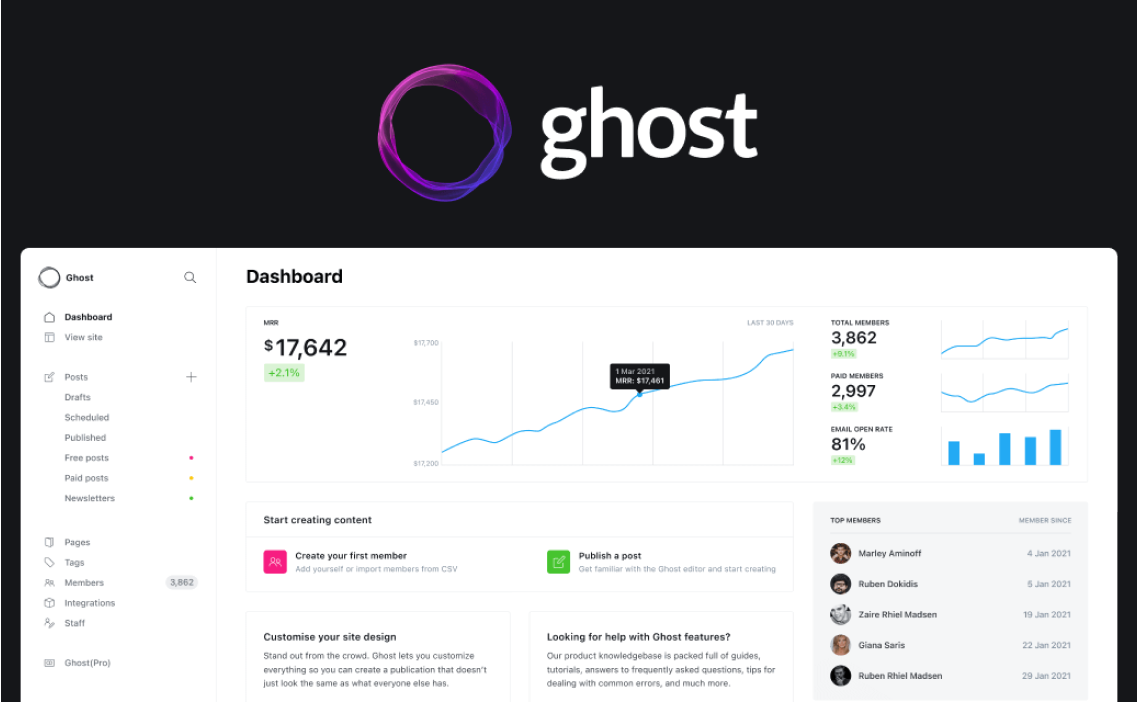 ghost
Ghost
Dashboard
View site
Posts
Drafts
Scheduled
Published
Free posts
Paid posts
Newsletters
Pages
Tags
Members 3,862
Integrations
Staff
Ghost(Pro)
Dashboard
MRR
$17,642
+2.1%
LAST 30 DAYS
$17,700
$17,450
$17,200
1 Mar 2021
MRR: $17,461
TOTAL MEMBERS
3,862
+9.1%
PAID MEMBERS
2,997
+3.4%
EMAIL OPEN RATE
81%
+12%
Start creating content
Create your first member
Add yourself or import members from CSV
Publish a post
Get familiar with the Ghost editor and start creating
Customise your site design
Stand out from the crowd. Ghost lets you customize
everything so you can create a publication that doesn't
just look the same as what everyone else has.
Looking for help with Ghost features?
Our product knowledgebase is packed full of guides,
tutorials, answers to frequently asked questions, tips for
dealing with common errors, and much more.
TOP MEMBERS MEMBER SINCE
Marley Aminoff 4 Jan 2021
Ruben Dokidis 5 Jan 2021
Zaire Rhiel Madsen 19 Jan 2021
Giana Saris 22 Jan 2021
Ruben Rhiel Madsen 29 Jan 2021